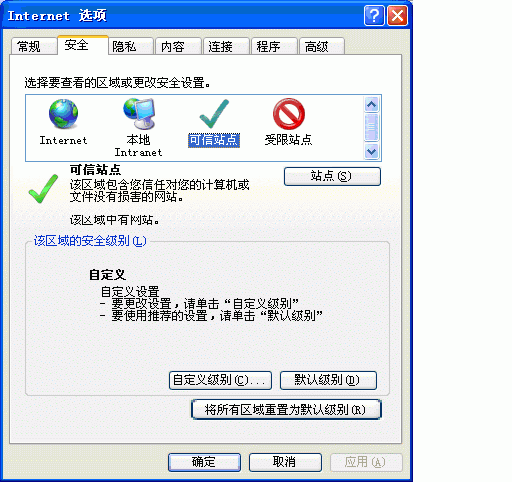 Internet 选项
常规 安全 隐私 内容 连接 程序 高级
选择要查看的区域或更改安全设置。
Internet 本地 Intranet 可信站点 受限站点
可信站点
站点(S)
该区域包含您信任对您的计算机或
文件没有损害的网站。
该区域中有网站。
该区域的安全级别(L)
自定义
自定义设置
- 要更改设置，请单击“自定义级别”
- 要使用推荐的设置，请单击“默认级别”
自定义级别(C)... 默认级别(D)
将所有区域重置为默认级别(R)
确定 取消 应用(A)